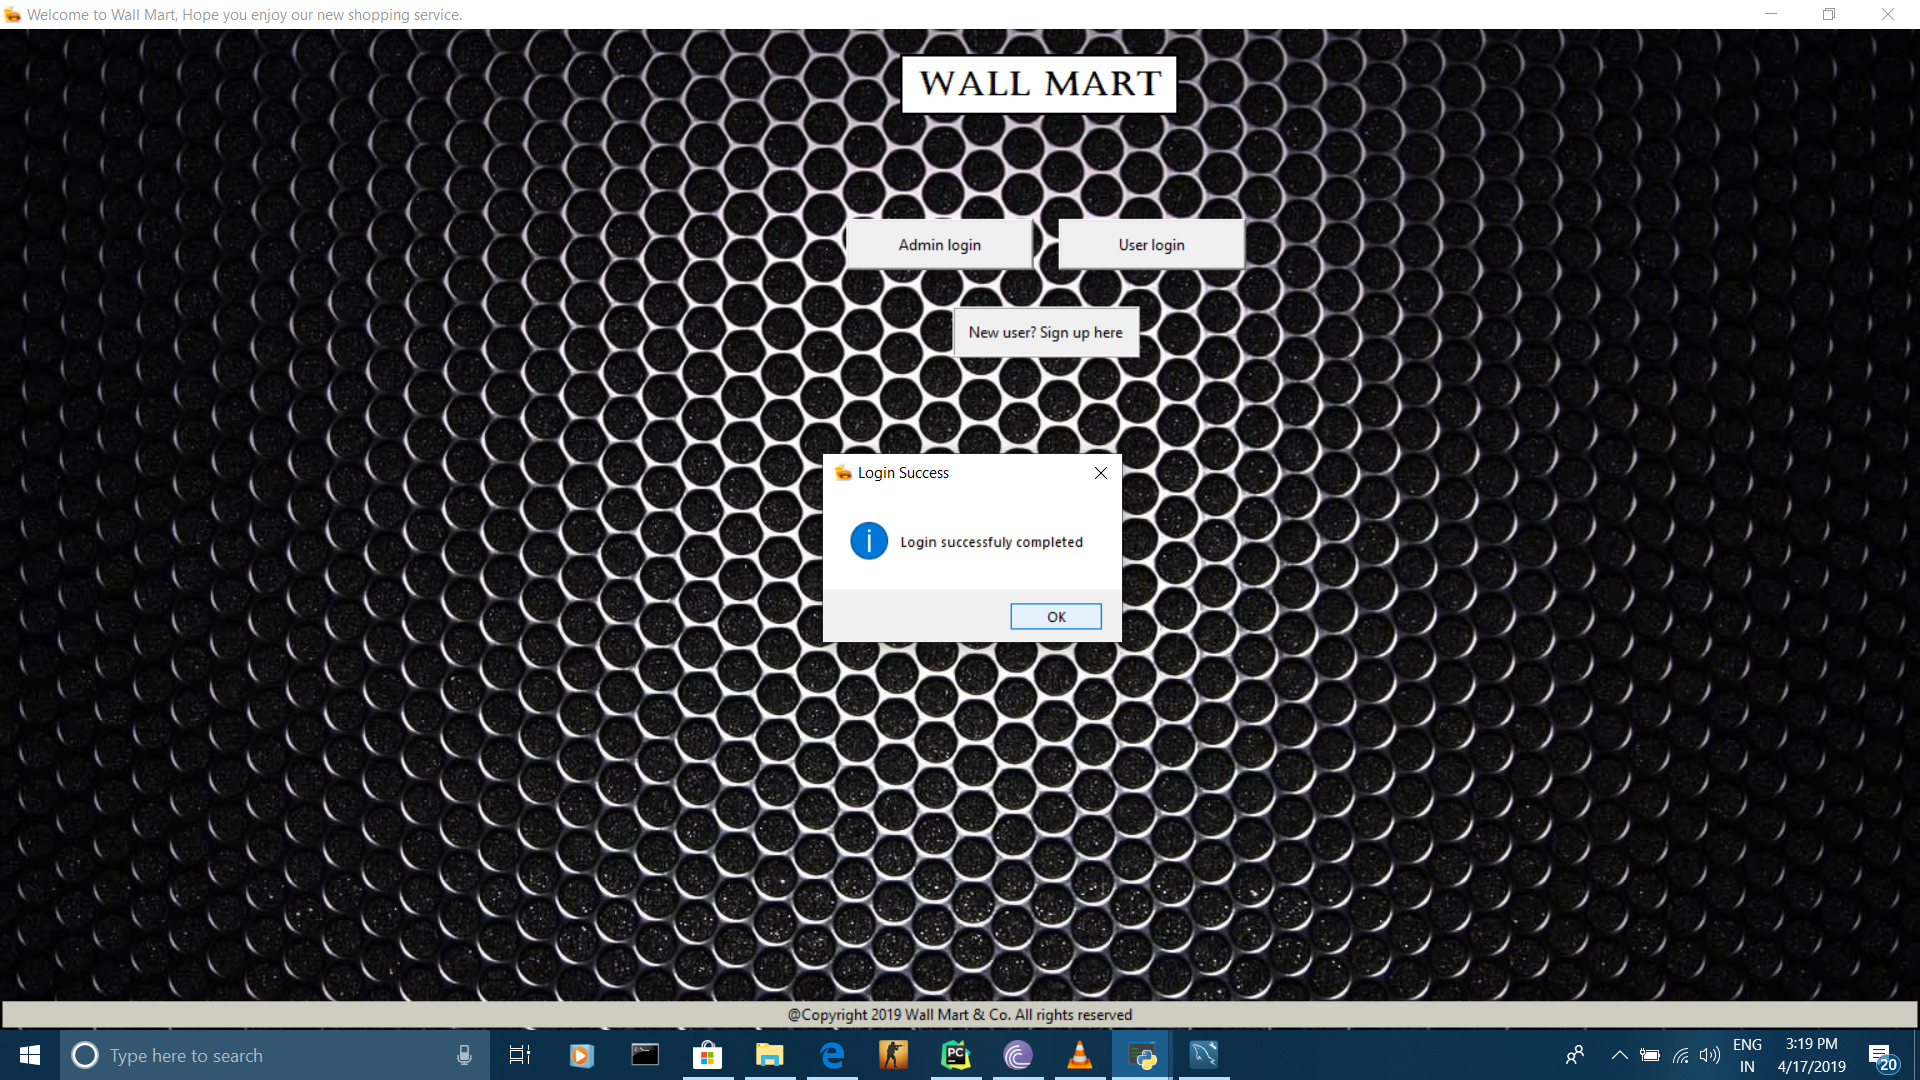 Welcome to Wall Mart, Hope you enjoy our new shopping service.
WALL MART
Admin login
User login
New user? Sign up here
Login Success
Login successfuly completed
OK
@Copyright 2019 Wall Mart & Co. All rights reserved
Type here to search
PC
ENG
IN
3:19 PM
4/17/2019
20